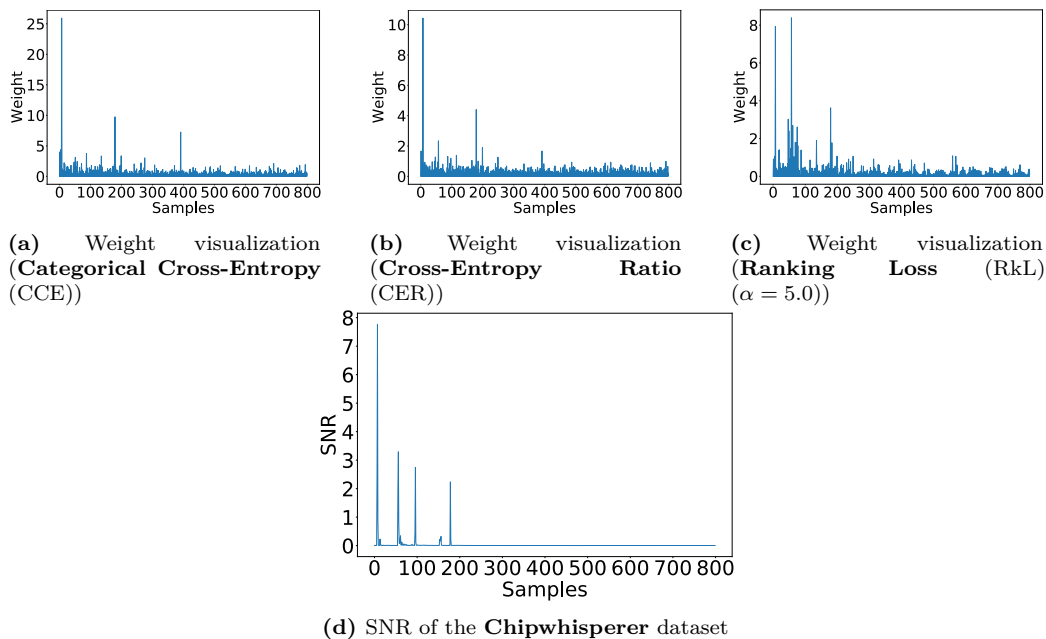 25
20
15
10
5
0
Weight
0 100 200 300 400 500 600 700 800
Samples
10
8
6
4
2
0
Weight
0 100 200 300 400 500 600 700 800
Samples
8
6
4
2
0
Weight
0 100 200 300 400 500 600 700 800
Samples
(a) Weight visualization
(Categorical Cross-Entropy
(CCE))
(b) Weight visualization
(Cross-Entropy Ratio
(CER))
(c) Weight visualization
(Ranking Loss (RkL)
(α = 5.0))
8
7
6
5
4
3
2
1
0
SNR
0 100 200 300 400 500 600 700 800
Samples
(d) SNR of the Chipwhisperer dataset